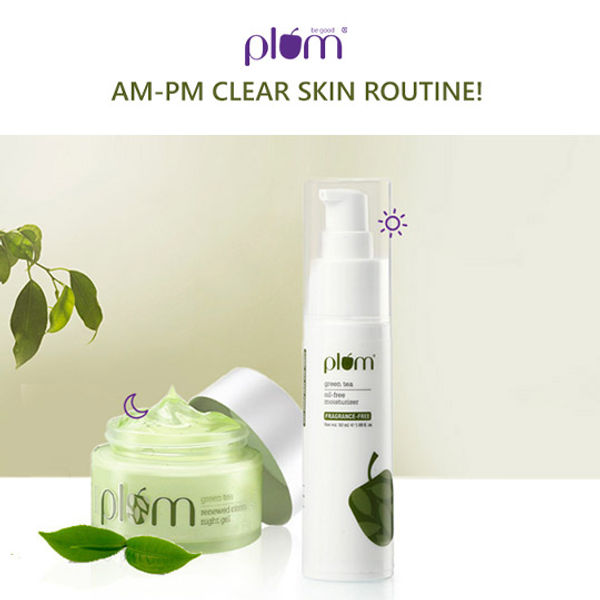 be good
plum
AM-PM CLEAR SKIN ROUTINE!
plum
green tea
oil-free
moisturizer
FRAGRANCE-FREE
plum
green tea
renewed clarity
night gel